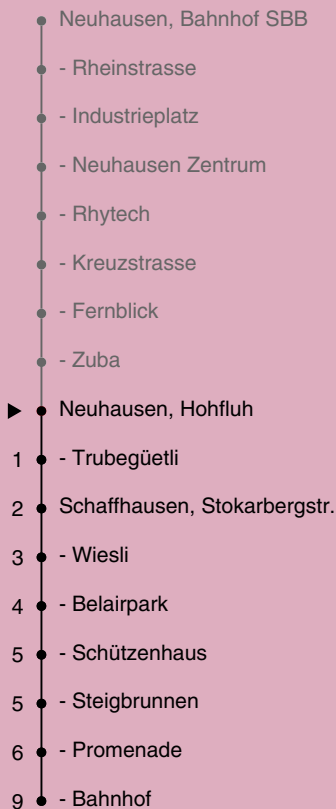 Neuhausen, Bahnhof SBB
- Rheinstrasse
- Industrieplatz
- Neuhausen Zentrum
- Rhytech
- Kreuzstrasse
- Fernblick
- Zuba
Neuhausen, Hohfluh
1 - Trubegüetli
2 Schaffhausen, Stokarbergstr.
3 - Wiesli
4 - Belairpark
5 - Schützenhaus
5 - Steigbrunnen
6 - Promenade
9 - Bahnhof